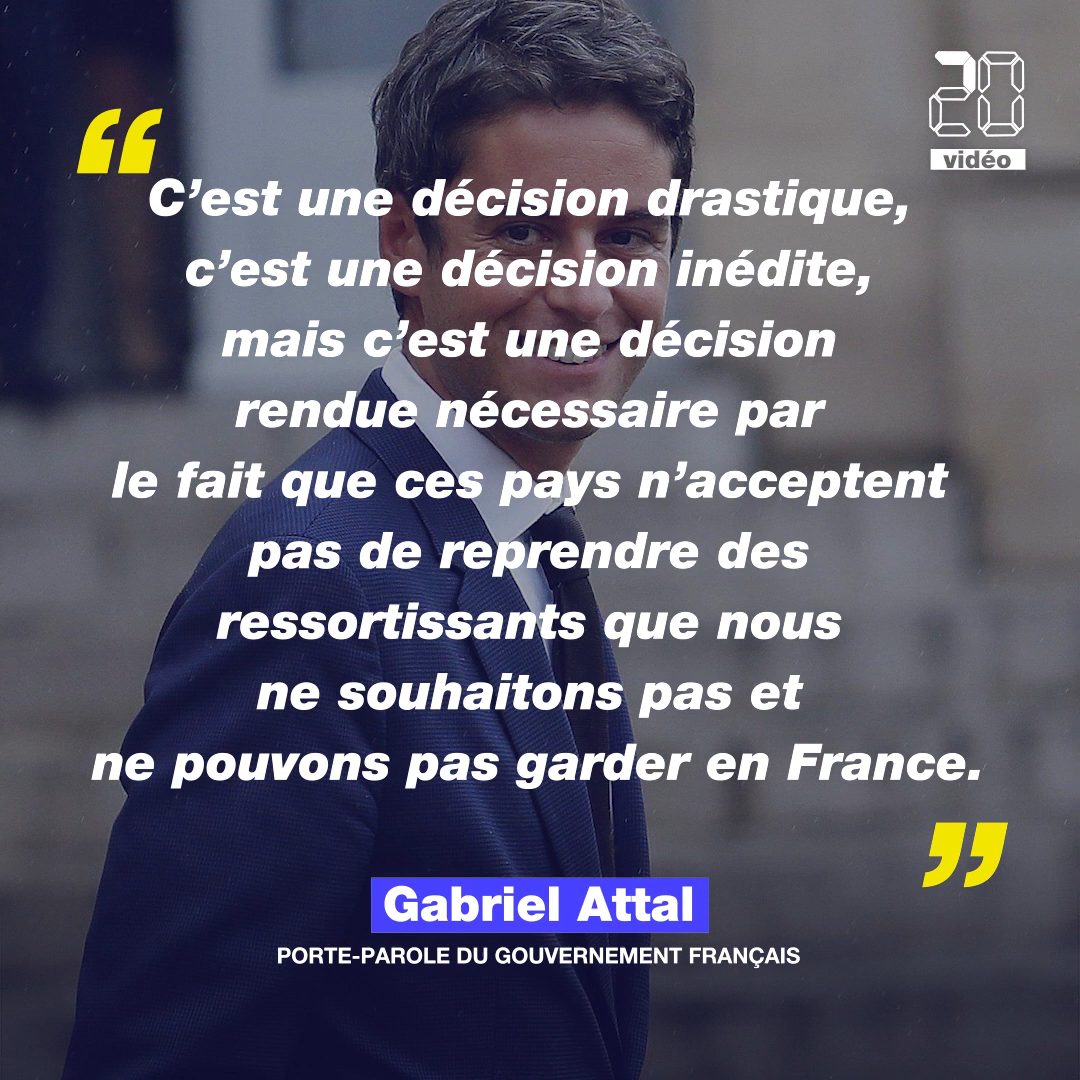 20
vidéo
“
C’est une décision drastique,
c’est une décision inédite,
mais c’est une décision
rendue nécessaire par
le fait que ces pays n’acceptent
pas de reprendre des
ressortissants que nous
ne souhaitons pas et
ne pouvons pas garder en France.
”
Gabriel Attal
PORTE-PAROLE DU GOUVERNEMENT FRANÇAIS